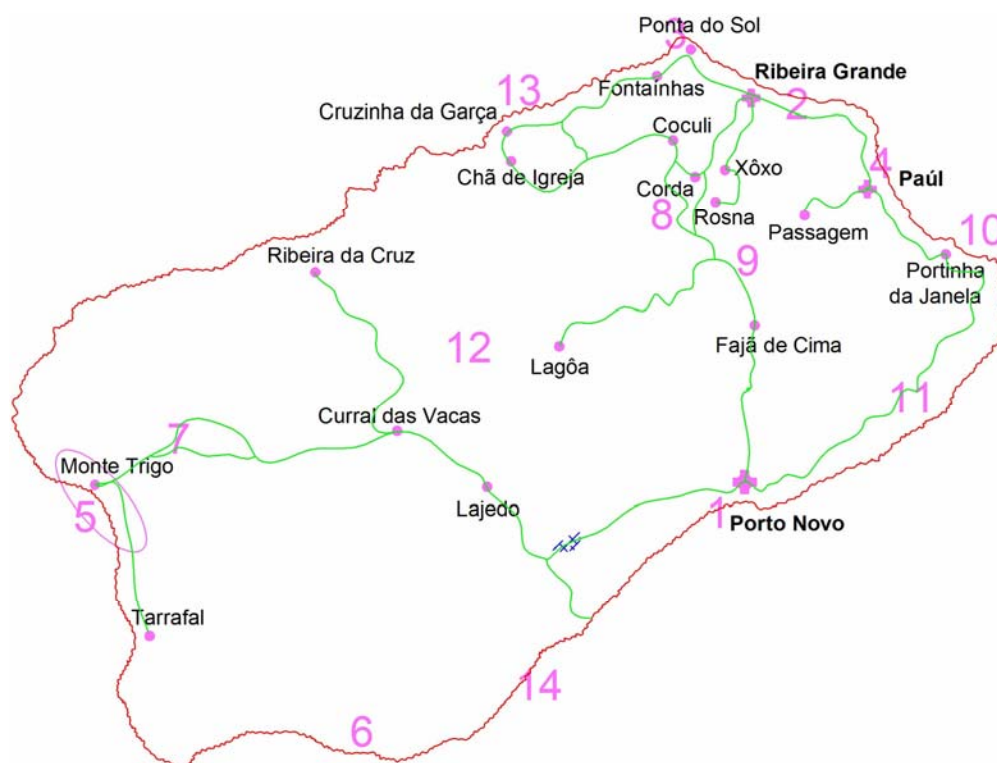 Ponta do Sol
3
Ribeira Grande
Fontaínhas
13
2
Cruzinha da Garça
Coculi
4
Chã de Igreja
Xôxo
Paúl
Corda
8
Rosna
Passagem
10
Ribeira da Cruz
9
Portinha
da Janela
12
Fajã de Cima
Lagôa
11
Curral das Vacas
7
Monte Trigo
5
Lajedo
1
Porto Novo
Tarrafal
14
6